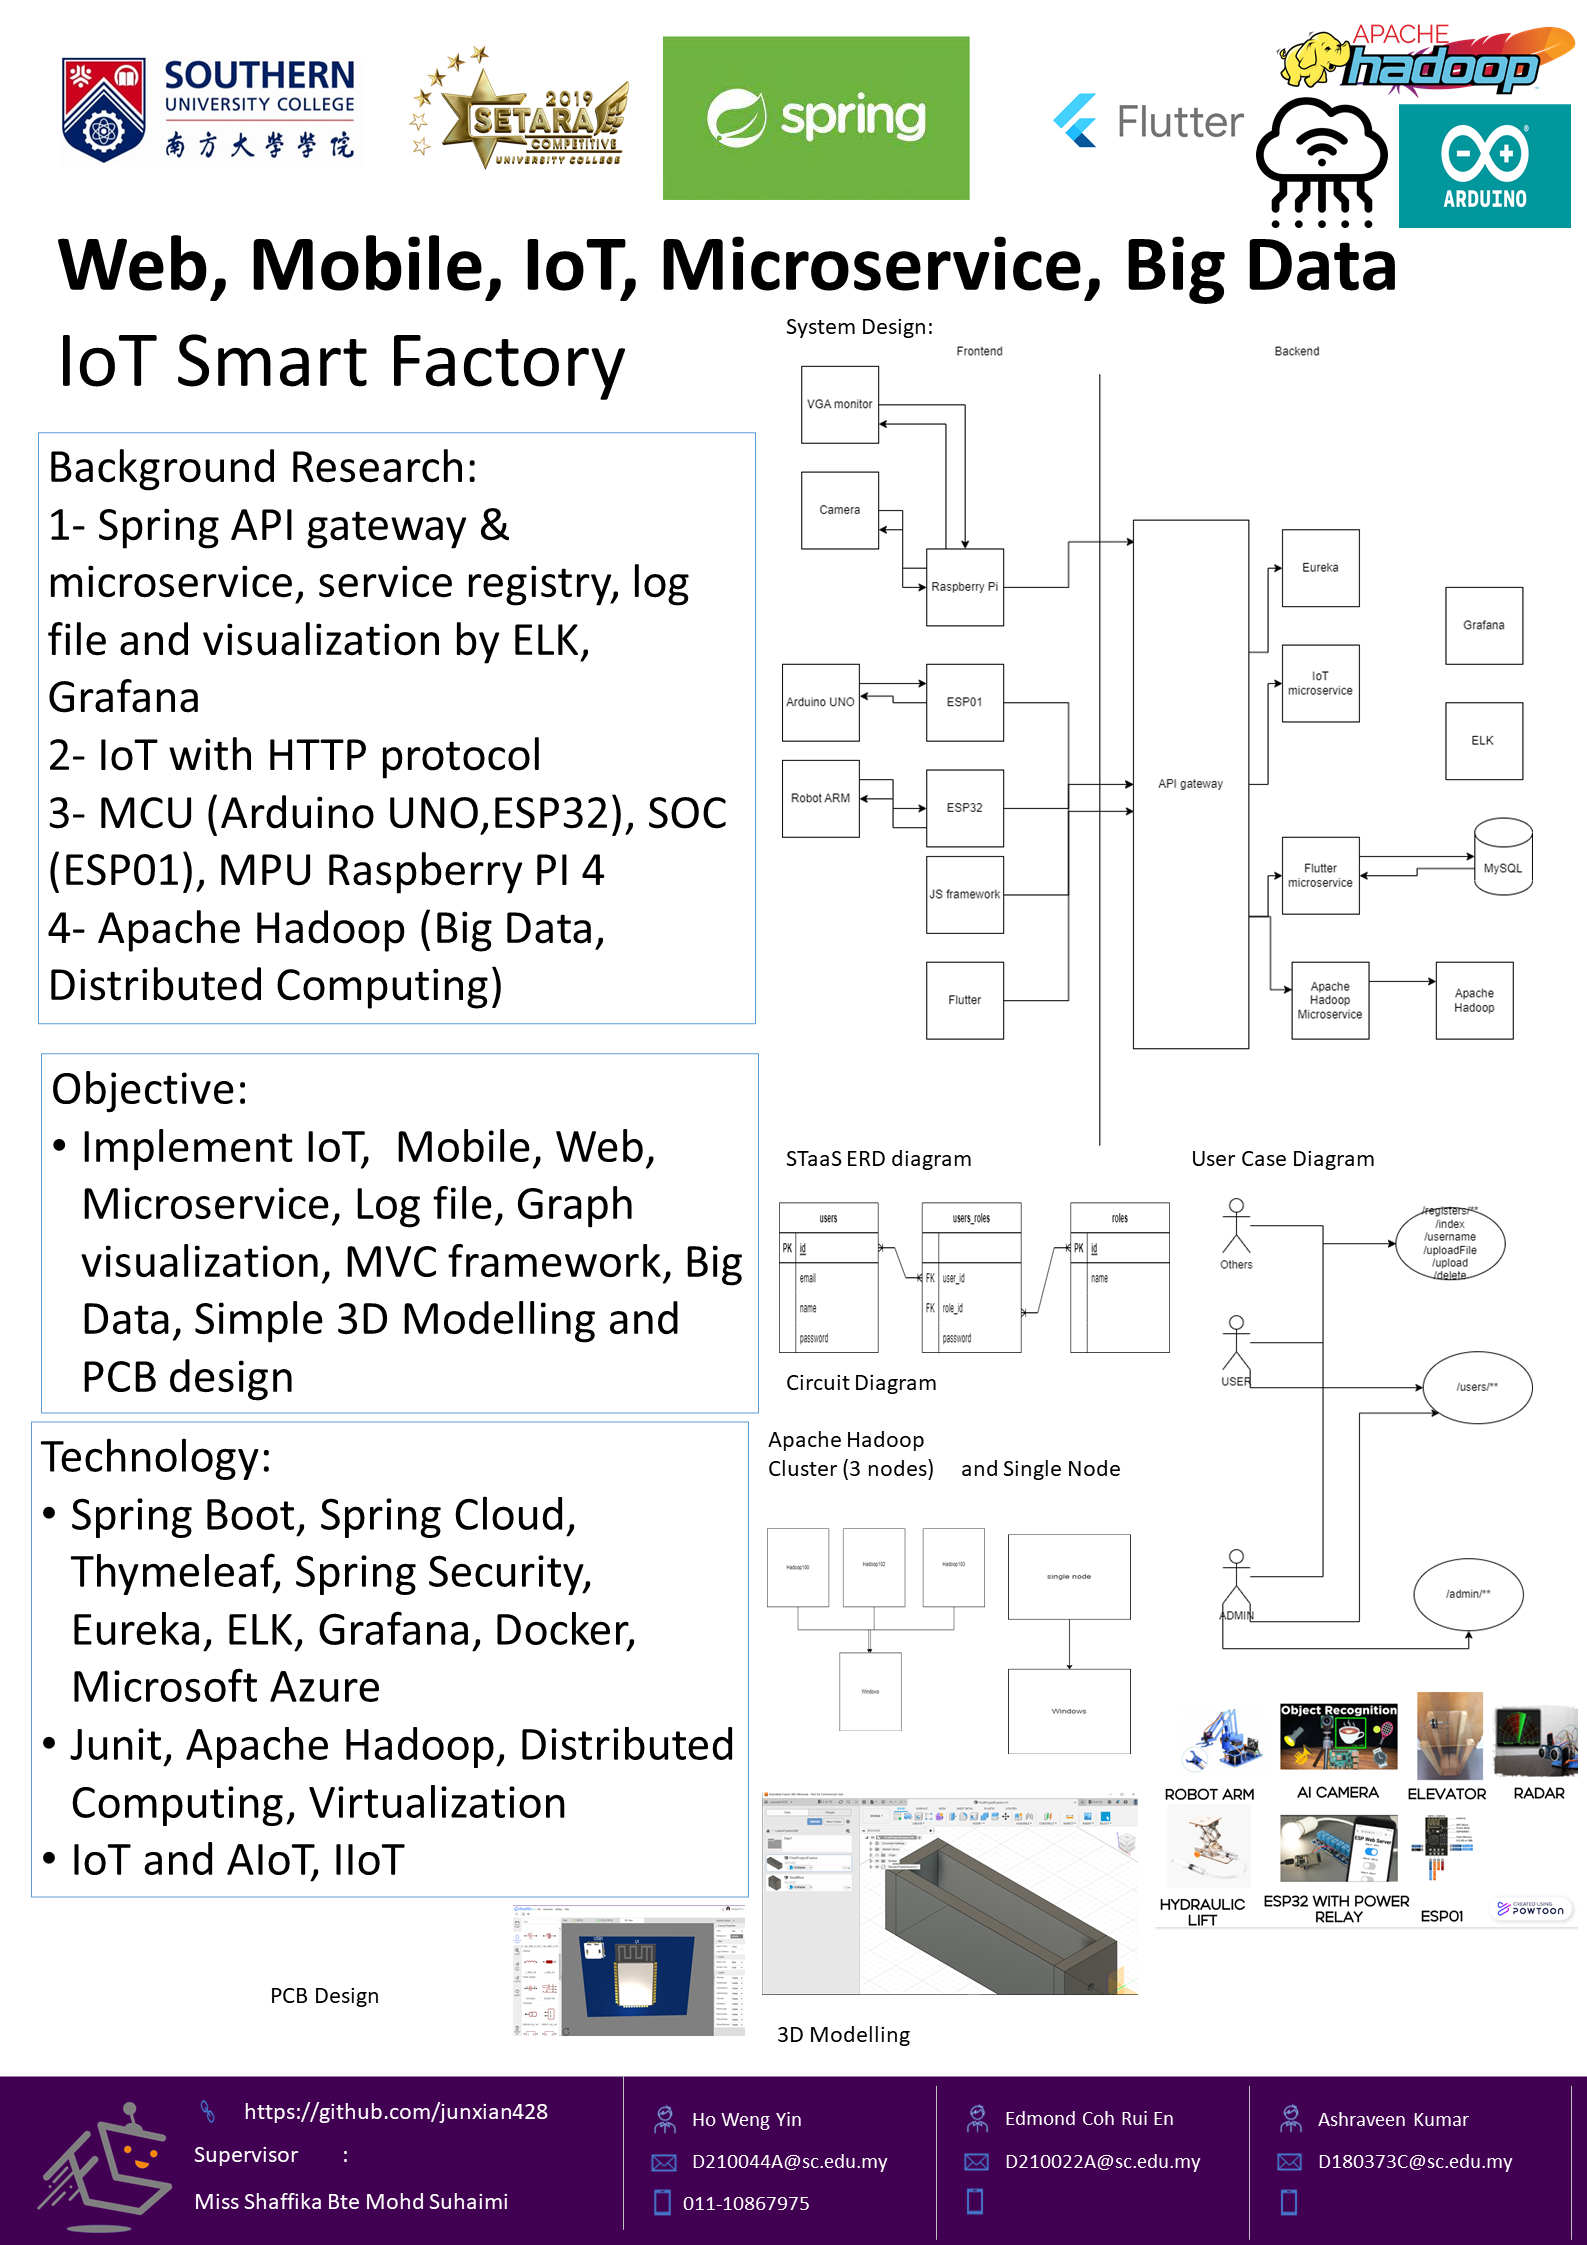 SOUTHERN
UNIVERSITY COLLEGE
南方大學學院
2019
SETARA
COMPETITIVE
UNIVERSITY COLLEGE
spring
Flutter
APACHE
hadoop
ARDUINO
Web, Mobile, IoT, Microservice, Big Data
IoT Smart Factory
Background Research:
1- Spring API gateway &
microservice, service registry, log
file and visualization by ELK,
Grafana
2- IoT with HTTP protocol
3- MCU (Arduino UNO,ESP32), SOC
(ESP01), MPU Raspberry PI 4
4- Apache Hadoop (Big Data,
Distributed Computing)
Objective:
• Implement IoT,  Mobile, Web,
Microservice, Log file, Graph
visualization, MVC framework, Big
Data, Simple 3D Modelling and
PCB design
Technology:
• Spring Boot, Spring Cloud,
Thymeleaf, Spring Security,
Eureka, ELK, Grafana, Docker,
Microsoft Azure
• Junit, Apache Hadoop, Distributed
Computing, Virtualization
• IoT and AIoT, IIoT
PCB Design
System Design:
Frontend
Backend
VGA monitor
Camera
Raspberry Pi
Arduino UNO
ESP01
Robot ARM
ESP32
JS framework
Flutter
API gateway
Eureka
IoT
microservice
Grafana
ELK
Flutter
microservice
MySQL
Apache
Hadoop
Microservice
Apache
Hadoop
STaaS ERD diagram
users
PK id
email
name
password
users_roles
FK user_id
FK role_id
password
roles
PK id
name
Circuit Diagram
Apache Hadoop
Cluster (3 nodes) and Single Node
Hadoop100
Hadoop102
Hadoop103
Windows
single node
Windows
User Case Diagram
Others
/registers/**
/index
/username
/uploadFile
/upload
/delete
USER
/users/**
ADMIN
/admin/**
Object Recognition
ROBOT ARM
AI CAMERA
ELEVATOR
RADAR
ESP Web Server
HYDRAULIC
LIFT
ESP32 WITH POWER
RELAY
ESP01
CREATED USING
POWTOON
3D Modelling
https://github.com/junxian428
Supervisor :
Miss Shaffika Bte Mohd Suhaimi
Ho Weng Yin
D210044A@sc.edu.my
011-10867975
Edmond Coh Rui En
D210022A@sc.edu.my
Ashraveen Kumar
D180373C@sc.edu.my